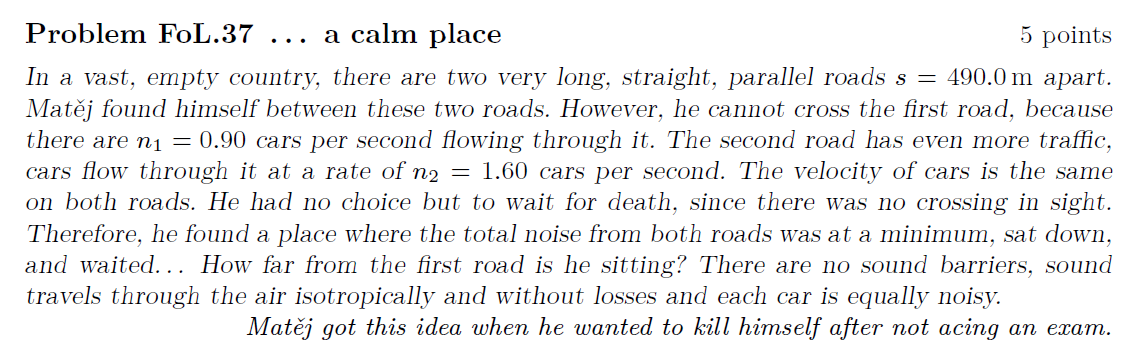 Problem FoL.37 ... a calm place 5 points
In a vast, empty country, there are two very long, straight, parallel roads s = 490.0 m apart.
Matěj found himself between these two roads. However, he cannot cross the first road, because
there are n₁ = 0.90 cars per second flowing through it. The second road has even more traffic,
cars flow through it at a rate of n₂ = 1.60 cars per second. The velocity of cars is the same
on both roads. He had no choice but to wait for death, since there was no crossing in sight.
Therefore, he found a place where the total noise from both roads was at a minimum, sat down,
and waited... How far from the first road is he sitting? There are no sound barriers, sound
travels through the air isotropically and without losses and each car is equally noisy.
Matěj got this idea when he wanted to kill himself after not acing an exam.